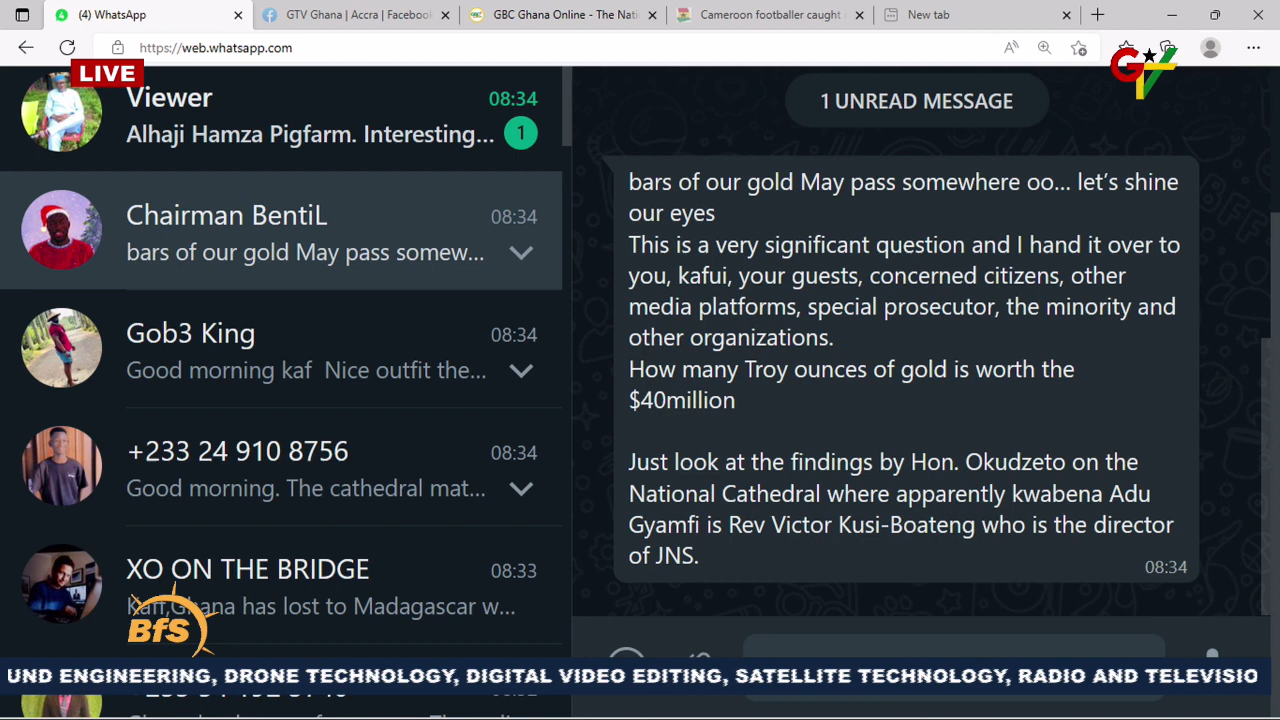 (4) WhatsApp
GTV Ghana | Accra | Facebook
GBC Ghana Online - The Nati
Cameroon footballer caught
New tab
https://web.whatsapp.com
LIVE
GTV
Viewer
08:34
Alhaji Hamza Pigfarm. Interesting...
1
Chairman BentiL
08:34
bars of our gold May pass somew...
Gob3 King
08:34
Good morning kaf  Nice outfit the...
+233 24 910 8756
08:34
Good morning. The cathedral mat...
XO ON THE BRIDGE
08:33
Kaff,Ghana has lost to Madagascar w...
BfS
1 UNREAD MESSAGE
bars of our gold May pass somewhere oo... let's shine
our eyes
This is a very significant question and I hand it over to
you, kafui, your guests, concerned citizens, other
media platforms, special prosecutor, the minority and
other organizations.
How many Troy ounces of gold is worth the
$40million
Just look at the findings by Hon. Okudzeto on the
National Cathedral where apparently kwabena Adu
Gyamfi is Rev Victor Kusi-Boateng who is the director
of JNS.
08:34
UND ENGINEERING, DRONE TECHNOLOGY, DIGITAL VIDEO EDITING, SATELLITE TECHNOLOGY, RADIO AND TELEVISIO